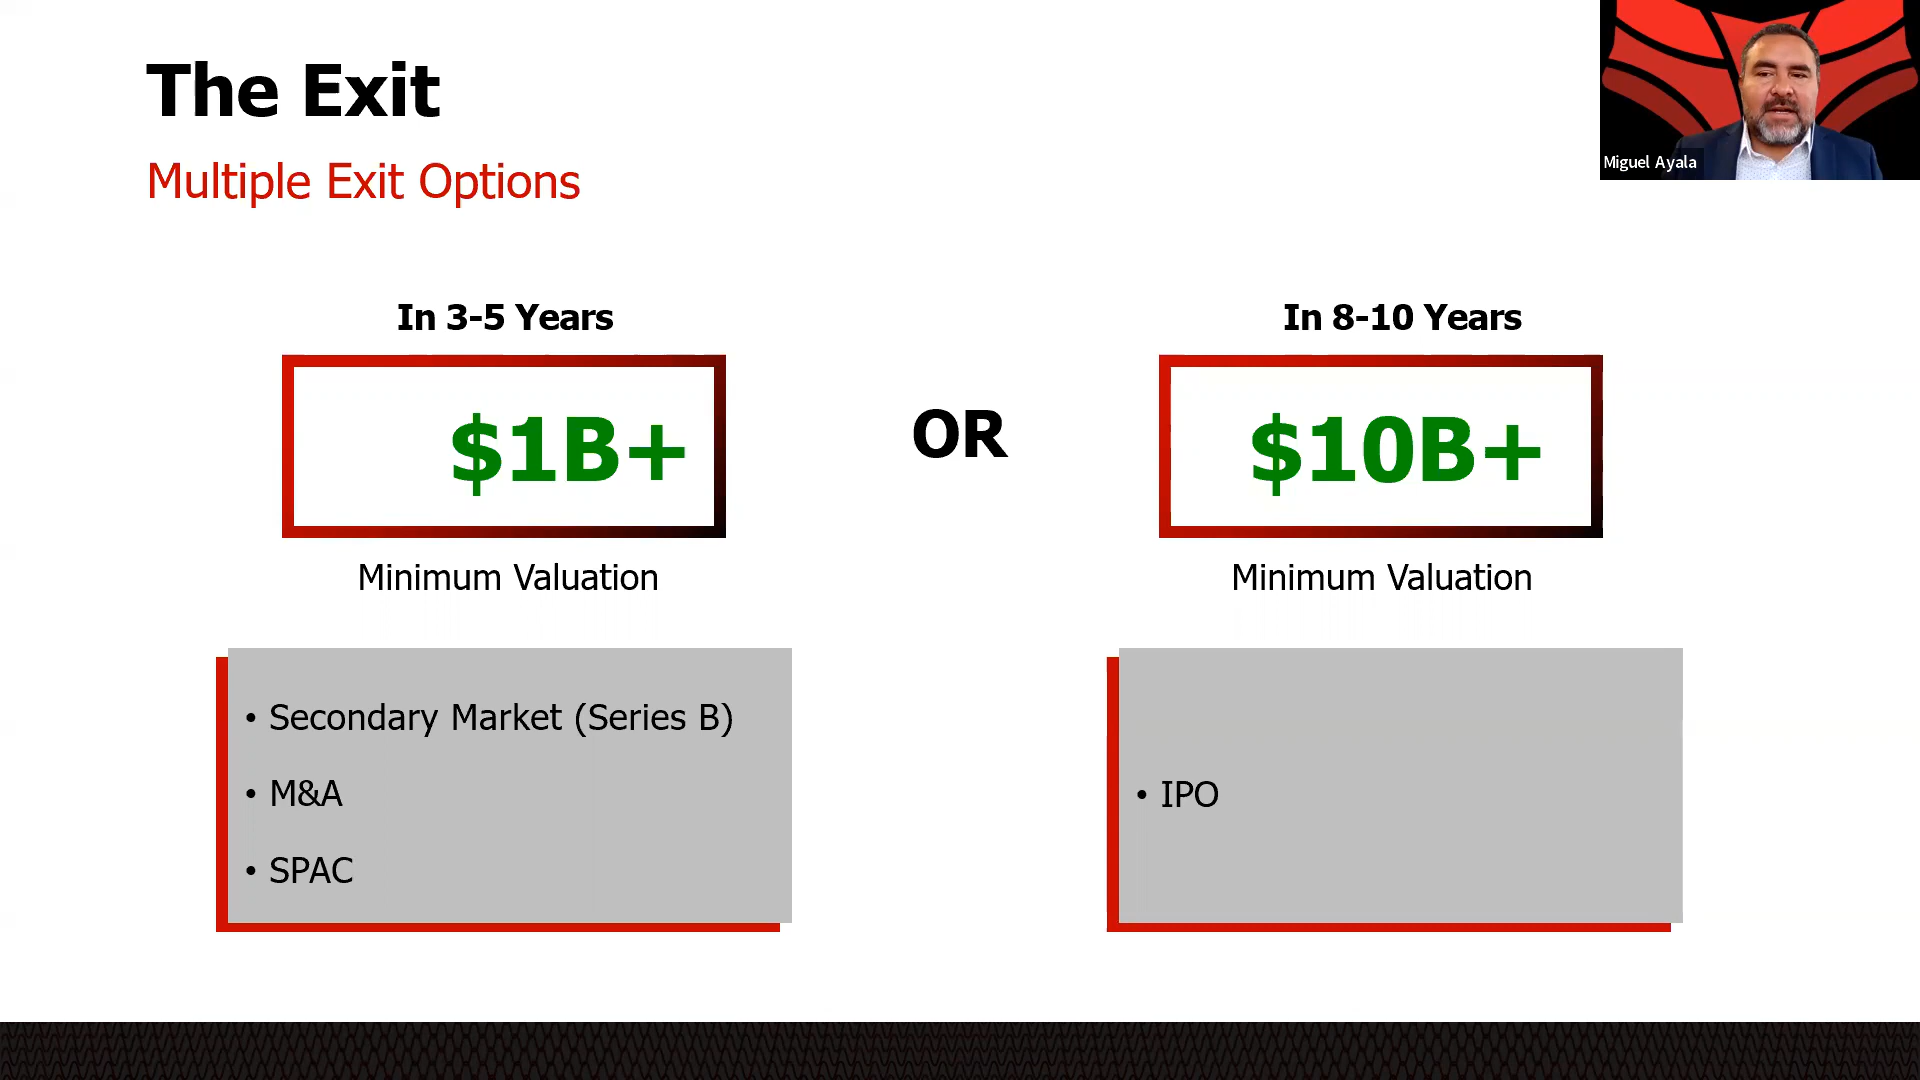 The Exit
Multiple Exit Options
Miguel Ayala
In 3-5 Years
$1B+
Minimum Valuation
• Secondary Market (Series B)
• M&A
• SPAC
OR
In 8-10 Years
$10B+
Minimum Valuation
• IPO